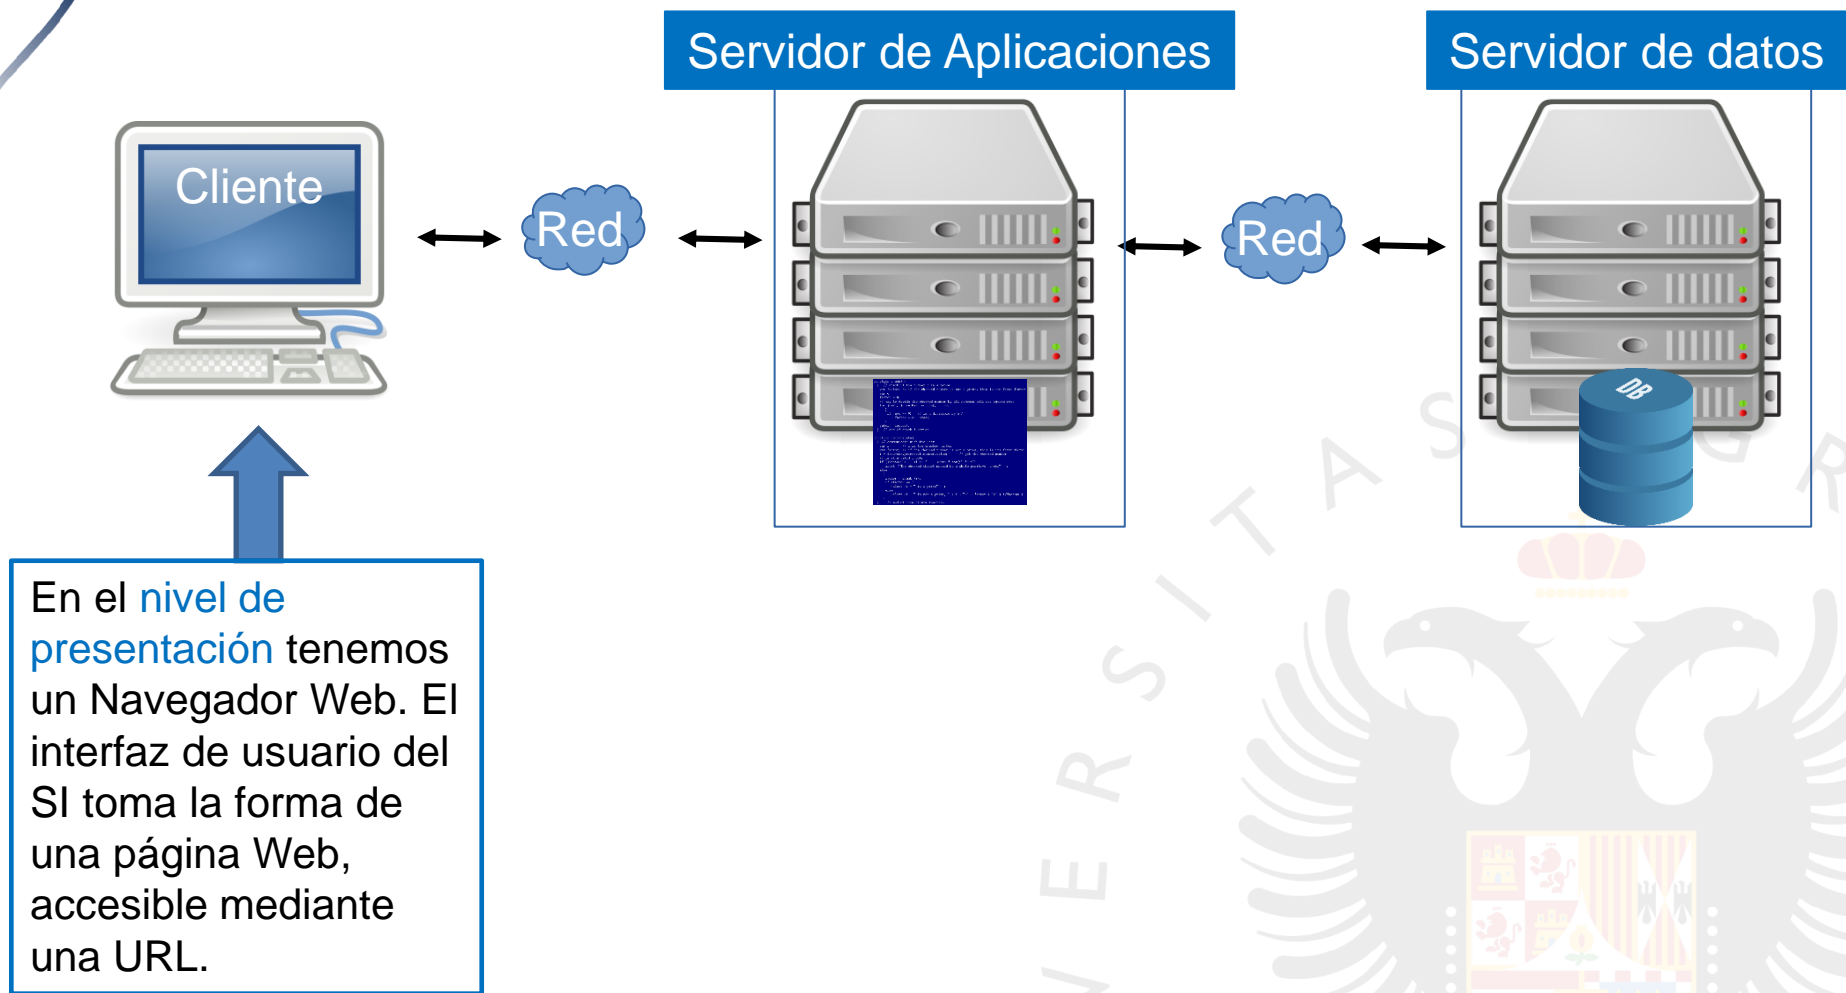 Servidor de Aplicaciones
Servidor de datos
Cliente
Red
Red
DB
En el nivel de
presentación tenemos
un Navegador Web. El
interfaz de usuario del
SI toma la forma de
una página Web,
accesible mediante
una URL.